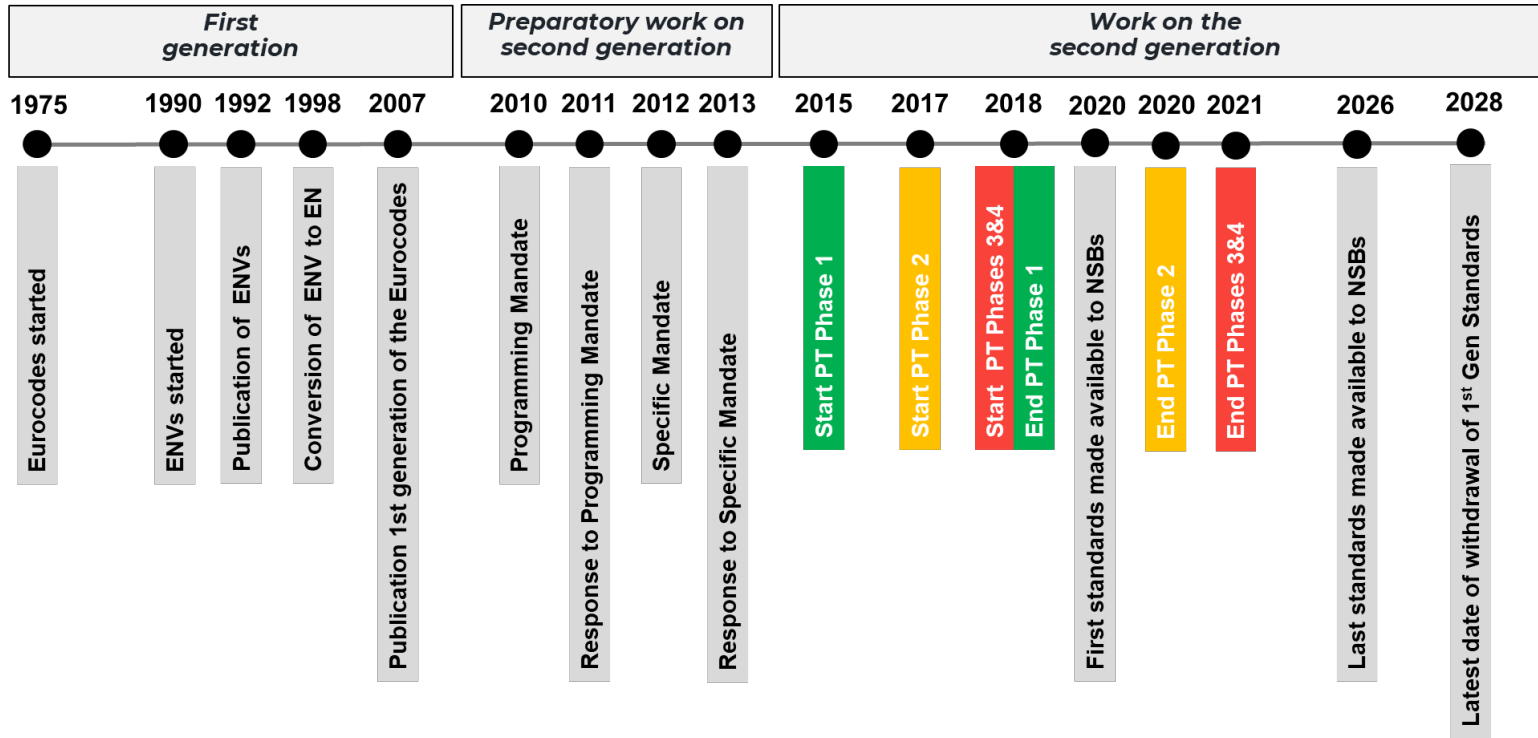 First
generation
Preparatory work on
second generation
Work on the
second generation
1975
1990
1992
1998
2007
2010
2011
2012
2013
2015
2017
2018
2020
2020
2021
2026
2028
Eurocodes started
ENVs started
Publication of ENVs
Conversion of ENV to EN
Publication 1st generation of the Eurocodes
Programming Mandate
Response to Programming Mandate
Specific Mandate
Response to Specific Mandate
Start PT Phase 1
Start PT Phase 2
Start PT Phases 3&4
End PT Phase 1
First standards made available to NSBs
End PT Phase 2
End PT Phases 3&4
Last standards made available to NSBs
Latest date of withdrawal of 1st Gen Standards